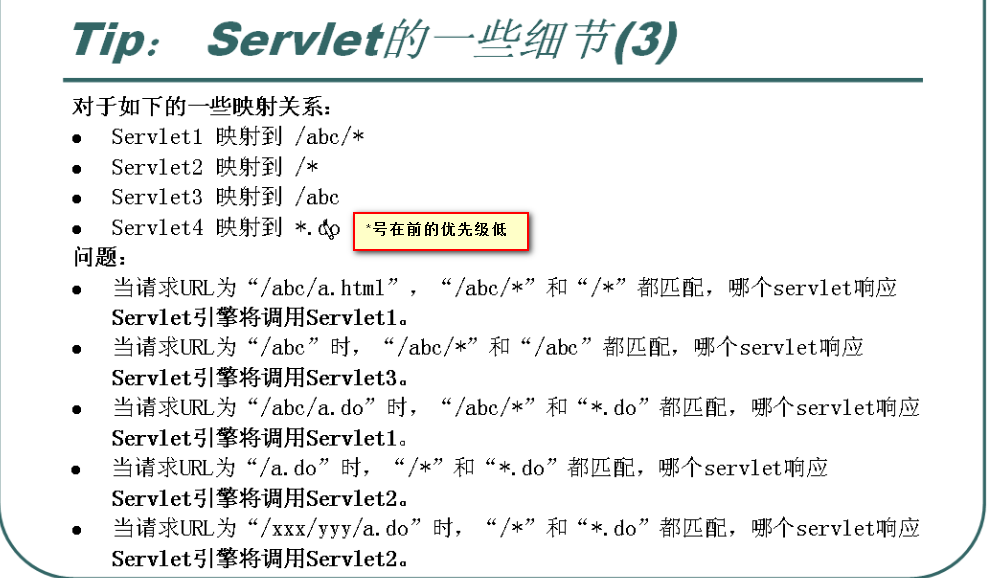 Tip： Servlet的一些细节(3)
对于如下的一些映射关系：
● Servlet1 映射到 /abc/*
● Servlet2 映射到 /*
● Servlet3 映射到 /abc
● Servlet4 映射到 *.do
*号在前的优先级低
问题：
● 当请求URL为“/abc/a.html”，“/abc/*”和“/*”都匹配，哪个servlet响应
Servlet引擎将调用Servlet1。
● 当请求URL为“/abc”时，“/abc/*”和“/abc”都匹配，哪个servlet响应
Servlet引擎将调用Servlet3。
● 当请求URL为“/abc/a.do”时，“/abc/*”和“*.do”都匹配，哪个servlet响应
Servlet引擎将调用Servlet1。
● 当请求URL为“/a.do”时，“/*”和“*.do”都匹配，哪个servlet响应
Servlet引擎将调用Servlet2。
● 当请求URL为“/xxx/yyy/a.do”时，“/*”和“*.do”都匹配，哪个servlet响应
Servlet引擎将调用Servlet2。